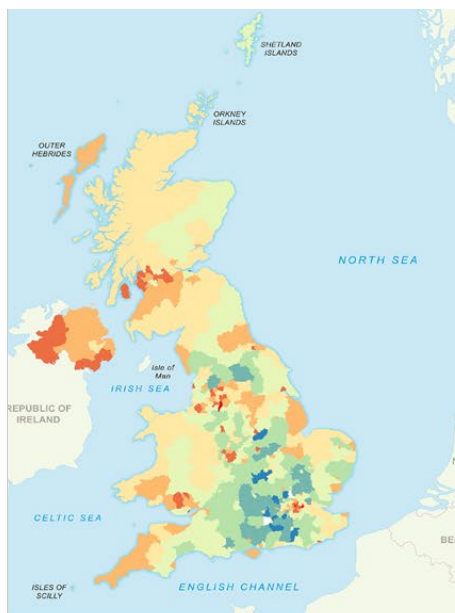 SHETLAND
ISLANDS
ORKNEY
ISLANDS
OUTER
HEBRIDES
NORTH SEA
Isle of
Man
IRISH SEA
REPUBLIC OF
IRELAND
CELTIC SEA
ISLES OF
SCILLY
ENGLISH CHANNEL
BE